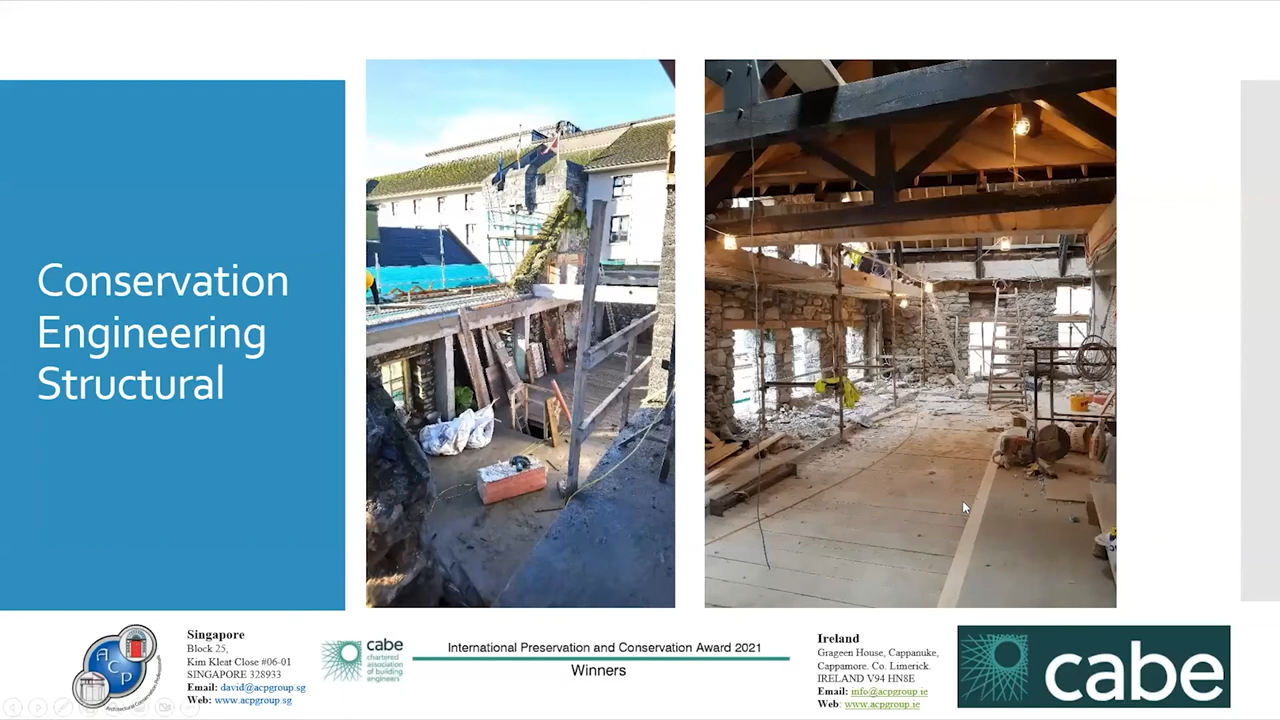 Conservation
Engineering
Structural
ACP
Singapore
Block 25,
Kim Kleat Close #06-01
SINGAPORE 328933
Email: david@acpgroup.sg
Web: www.acpgroup.sg
cabe
chartered
association of
building
engineers
International Preservation and Conservation Award 2021
Winners
Ireland
Grageen House, Cappanuke,
Cappamore. Co. Limerick.
IRELAND V94 HN8E
Email: info@acpgroup.ie
Web: www.acpgroup.ie
cabe